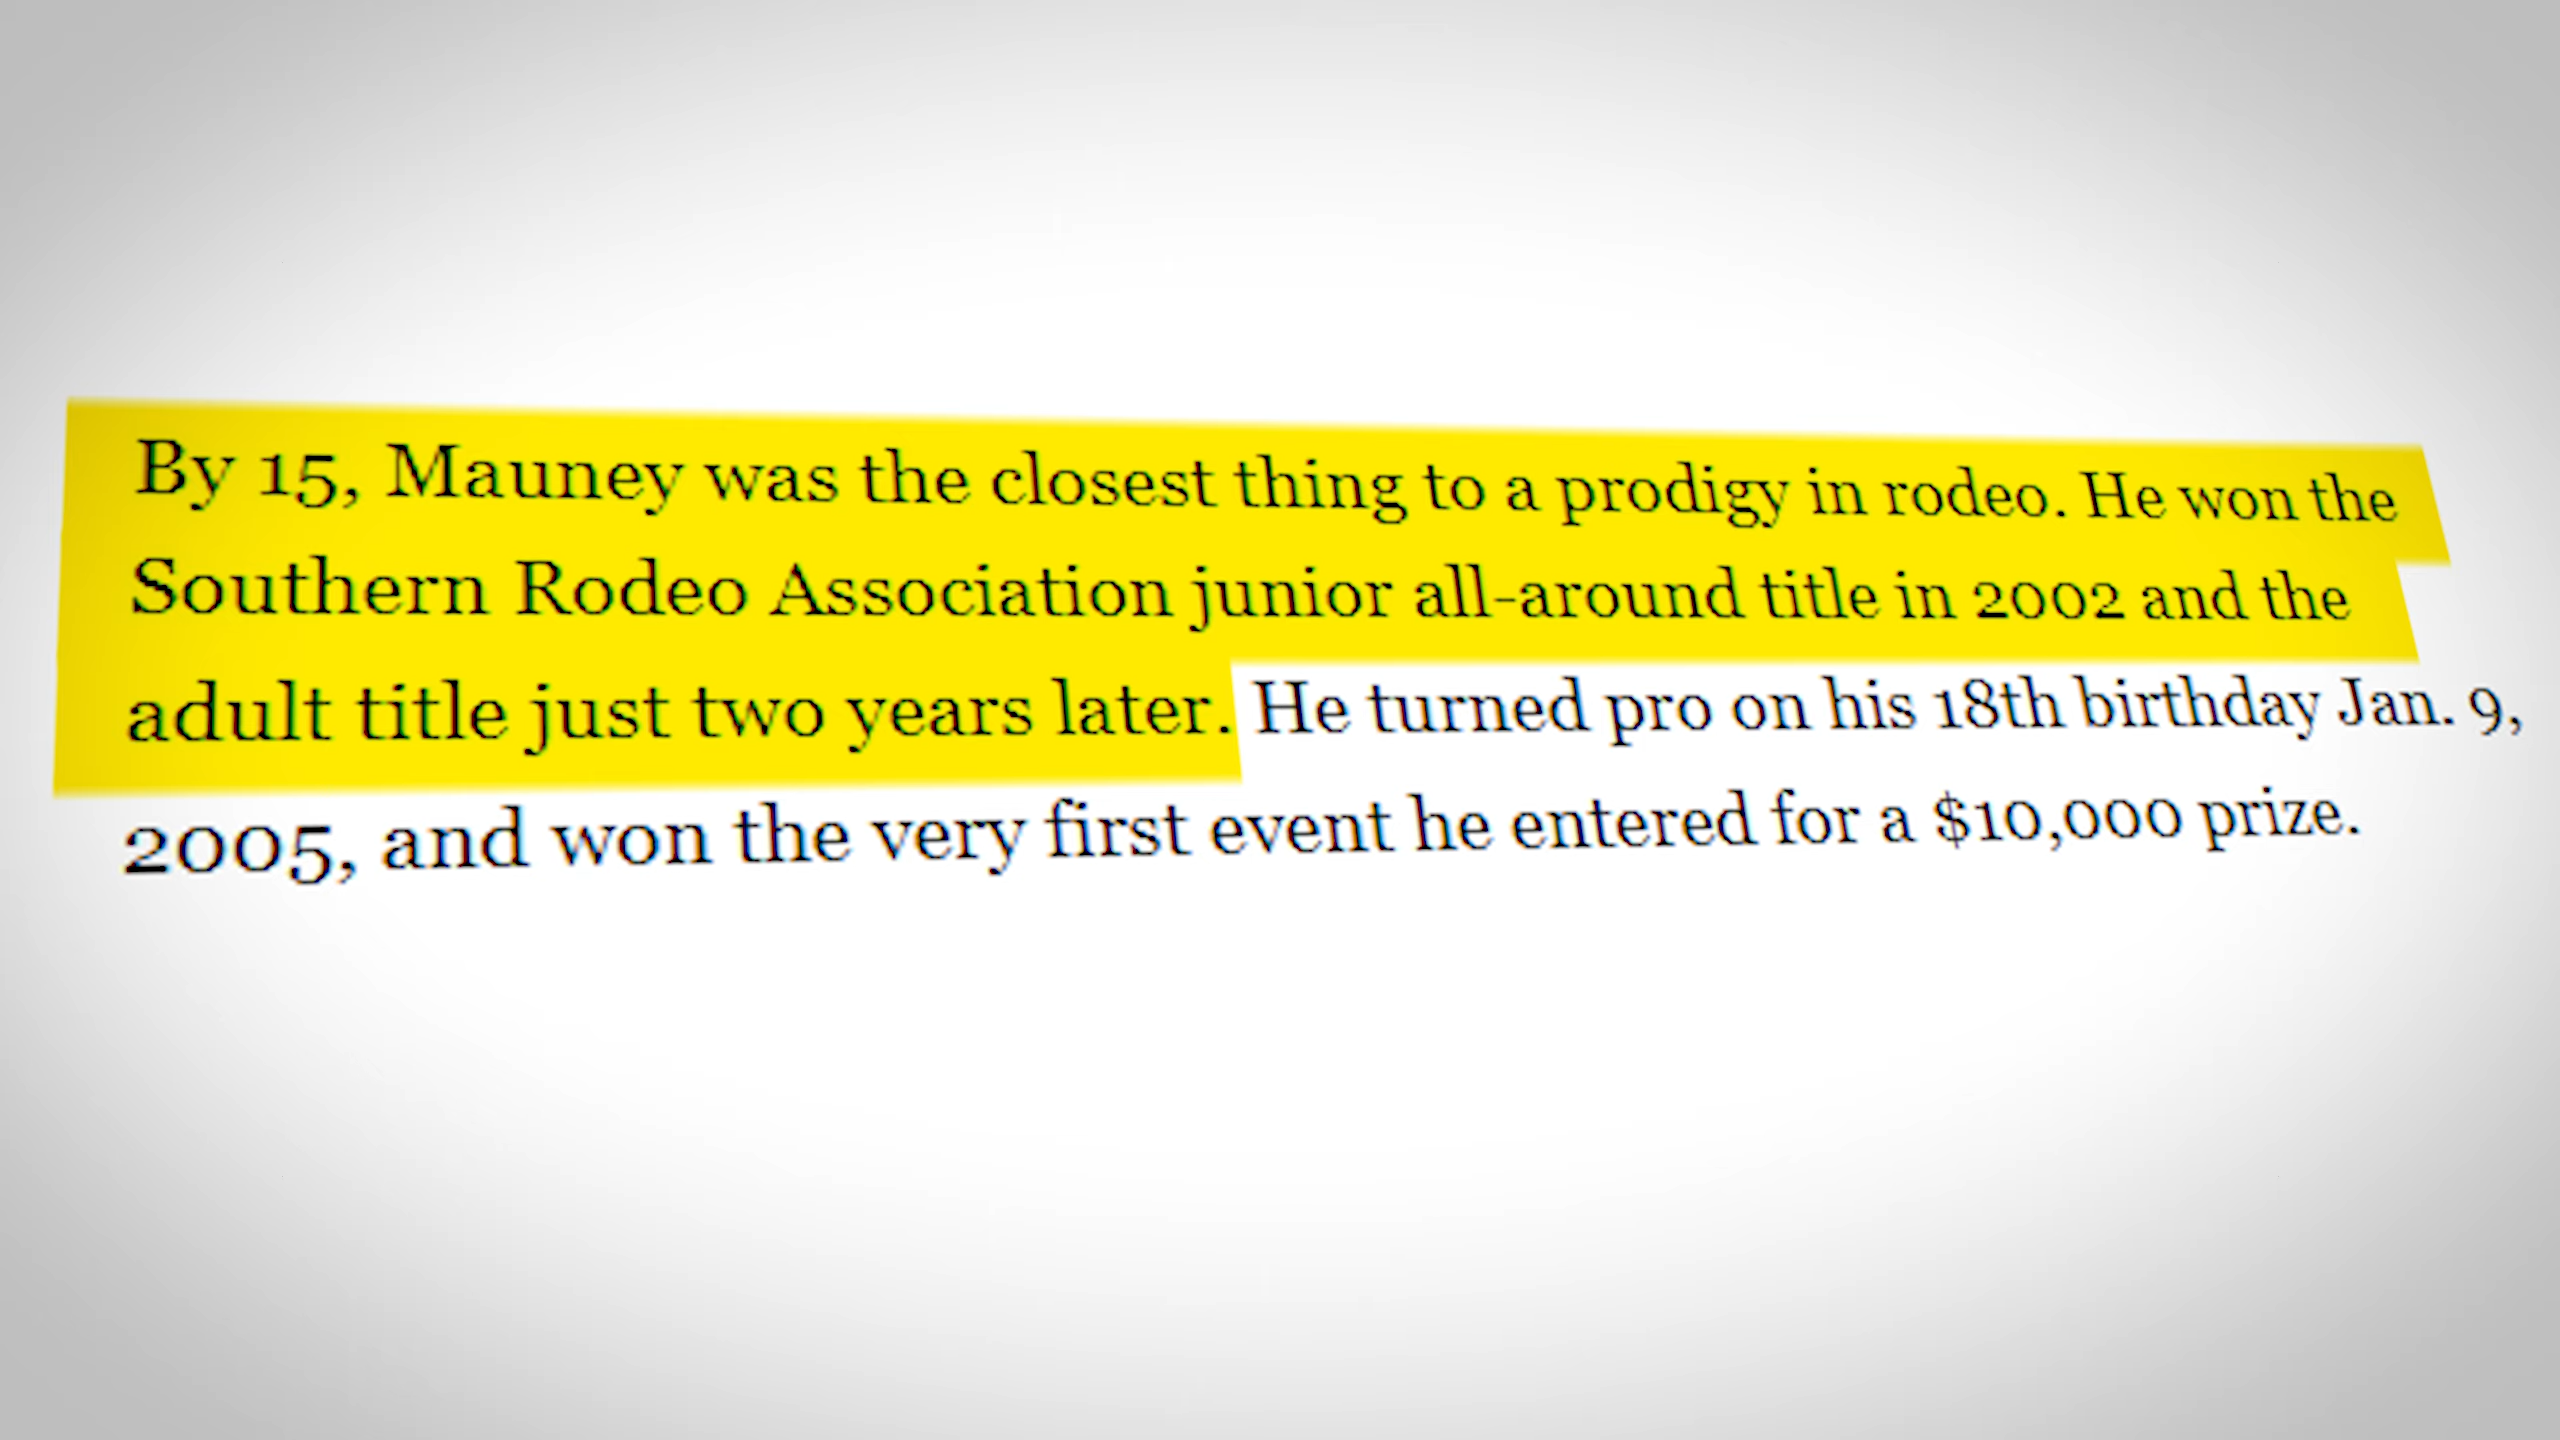 By 15, Mauney was the closest thing to a prodigy in rodeo. He won the
Southern Rodeo Association junior all-around title in 2002 and the
adult title just two years later. He turned pro on his 18th birthday Jan. 9,
2005, and won the very first event he entered for a $10,000 prize.